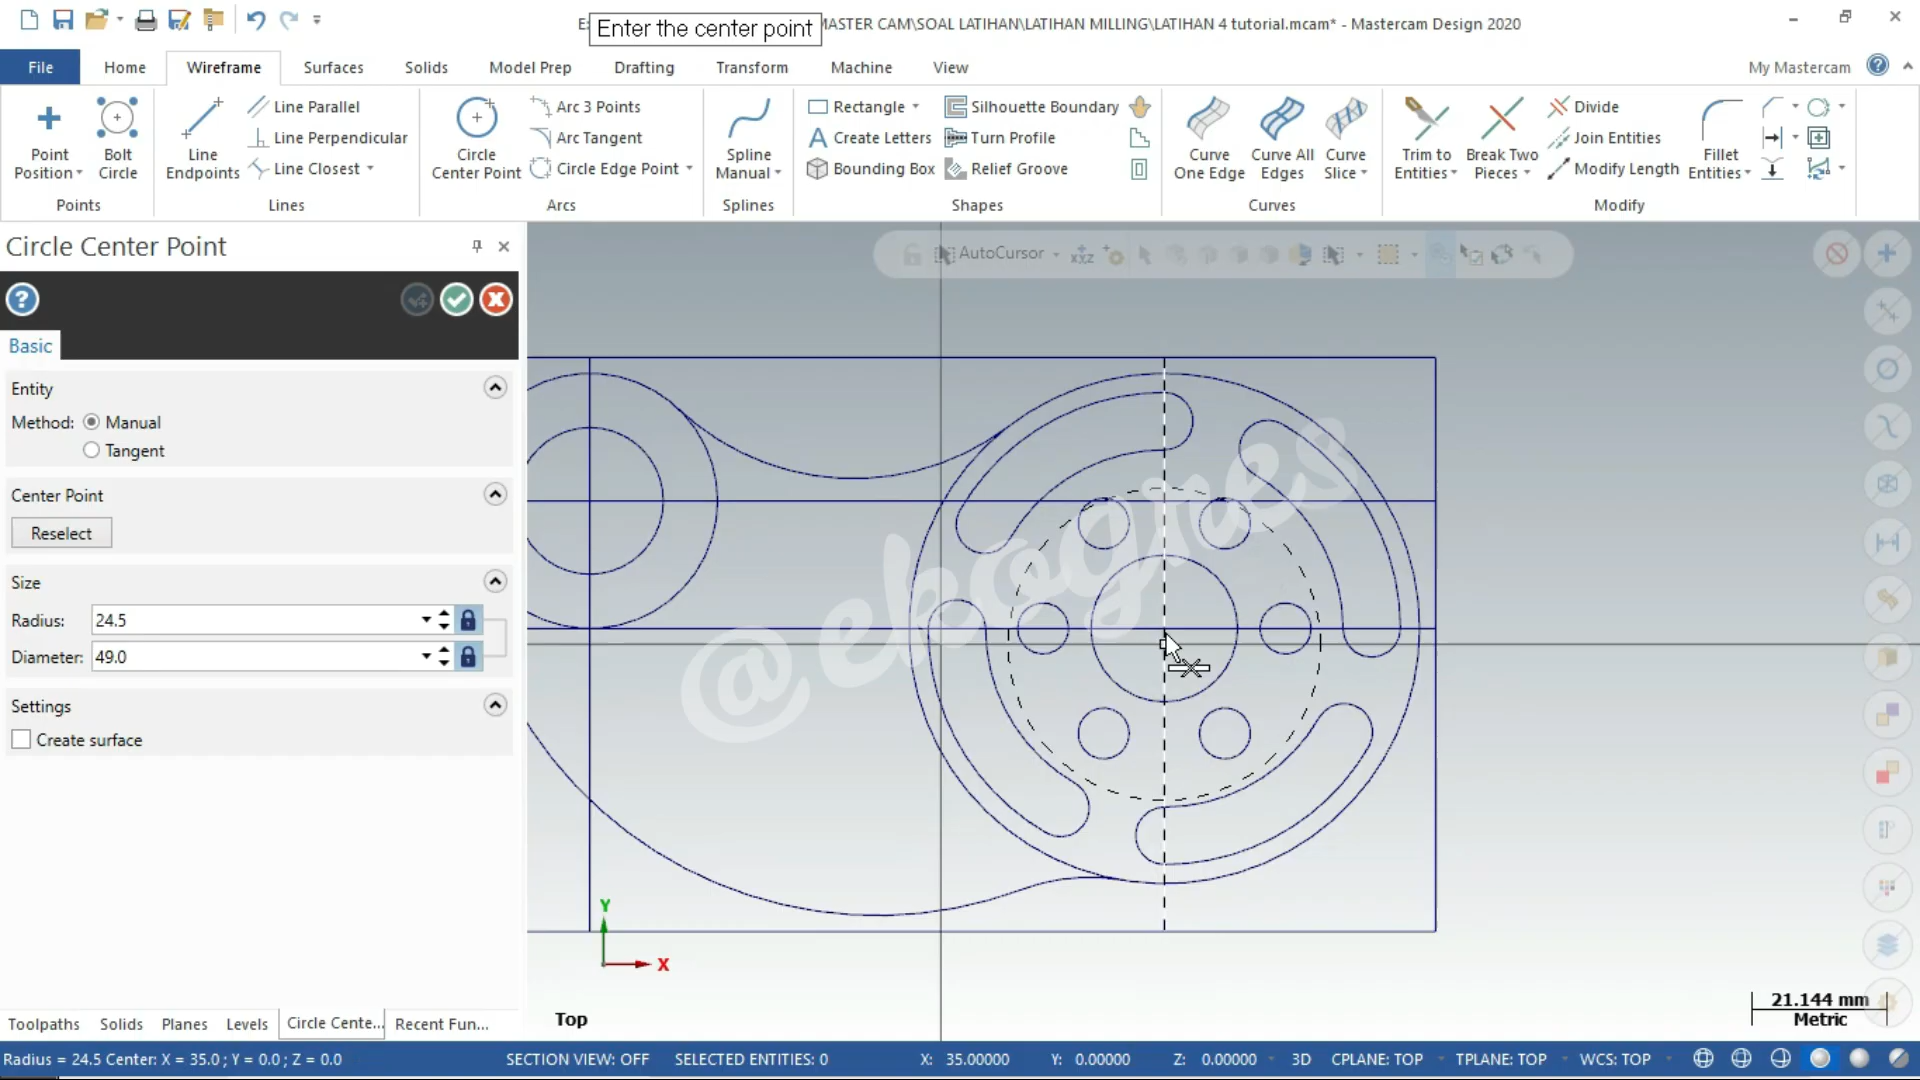 Enter the center point
MASTER CAM\SOAL LATIHAN\LATIHAN MILLING\LATIHAN 4 tutorial.mcam* - Mastercam Design 2020
File
Home
Wireframe
Surfaces
Solids
Model Prep
Drafting
Transform
Machine
View
My Mastercam
Point Position
Bolt Circle
Points
Line Endpoints
Line Parallel
Line Perpendicular
Line Closest
Lines
Circle Center Point
Arc 3 Points
Arc Tangent
Circle Edge Point
Arcs
Spline Manual
Splines
Rectangle
Create Letters
Bounding Box
Silhouette Boundary
Turn Profile
Relief Groove
Shapes
Curve One Edge
Curve All Edges
Curve Slice
Curves
Trim to Entities
Break Two Pieces
Divide
Join Entities
Modify Length
Fillet Entities
Modify
Circle Center Point
Basic
Entity
Method: Manual
Tangent
Center Point
Reselect
Size
Radius: 24.5
Diameter: 49.0
Settings
Create surface
AutoCursor
@ekogres
Y
X
Top
21.144 mm
Metric
Toolpaths
Solids
Planes
Levels
Circle Cente...
Recent Fun...
Radius = 24.5 Center: X = 35.0 ; Y = 0.0 ; Z = 0.0
SECTION VIEW: OFF
SELECTED ENTITIES: 0
X: 35.00000
Y: 0.00000
Z: 0.00000
3D
CPLANE: TOP
TPLANE: TOP
WCS: TOP